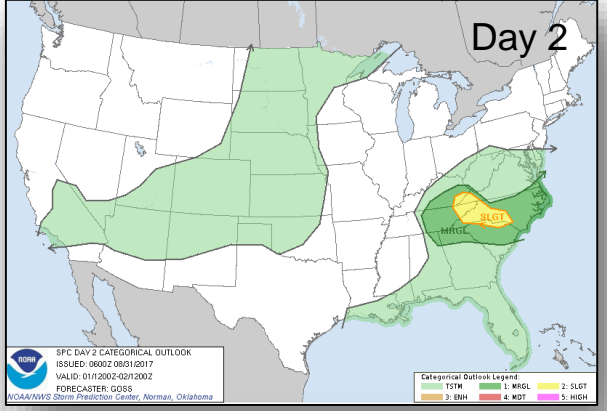 Day 2
SLGT
MRGL
NOAA
SPC DAY 2 CATEGORICAL OUTLOOK
ISSUED: 0600Z 08/31/2017
VALID: 01/1200Z-02/1200Z
FORECASTER: GOSS
NOAA/NWS Storm Prediction Center, Norman, Oklahoma
Categorical Outlook Legend:
TSTM 1: MRGL 2: SLGT
3: ENH 4: MDT 5: HIGH